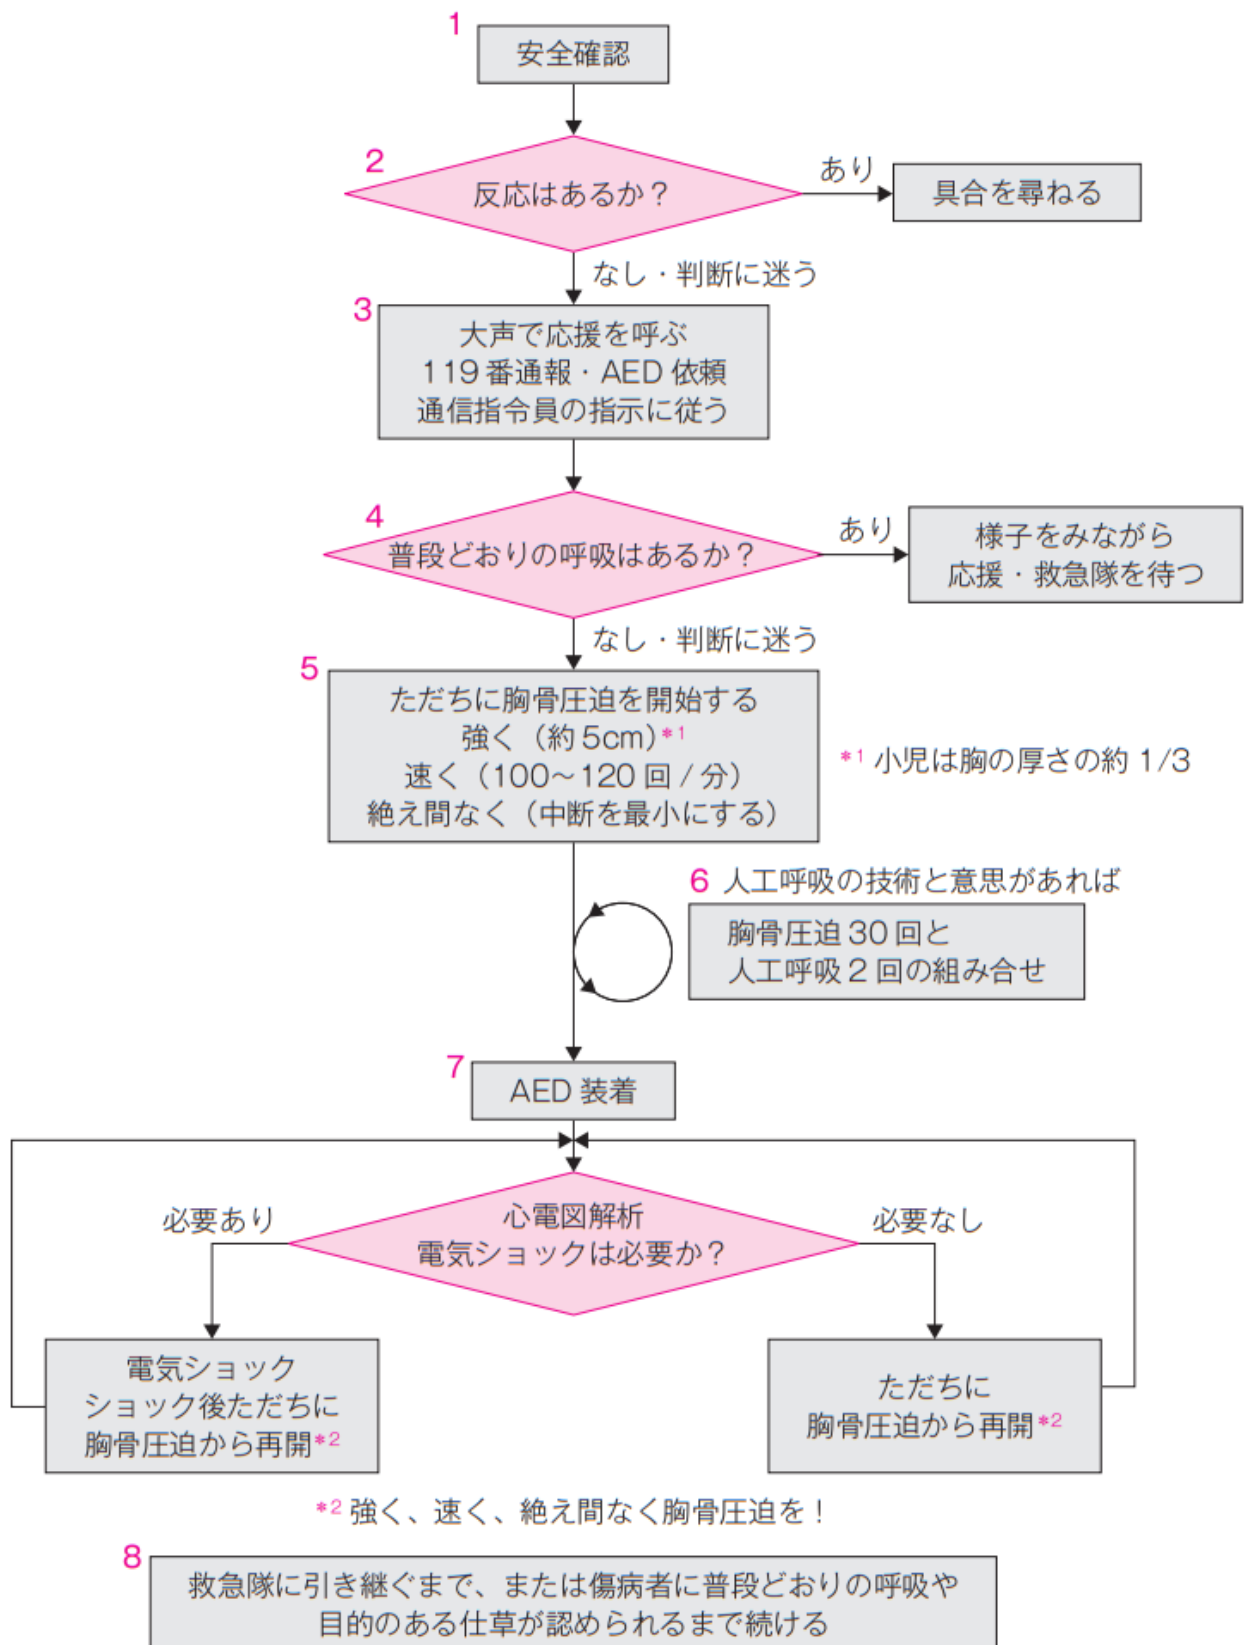 1
安全確認
2
反応はあるか？
あり
具合を尋ねる
なし・判断に迷う
3
大声で応援を呼ぶ
119番通報・AED依頼
通信指令員の指示に従う
4
普段どおりの呼吸はあるか？
あり
様子をみながら
応援・救急隊を待つ
なし・判断に迷う
5
ただちに胸骨圧迫を開始する
強く（約5cm）*1
速く（100〜120回/分）
絶え間なく（中断を最小にする）
*1 小児は胸の厚さの約1/3
6 人工呼吸の技術と意思があれば
胸骨圧迫30回と
人工呼吸2回の組み合せ
7
AED装着
心電図解析
電気ショックは必要か？
必要あり
必要なし
電気ショック
ショック後ただちに
胸骨圧迫から再開*2
ただちに
胸骨圧迫から再開*2
*2 強く、速く、絶え間なく胸骨圧迫を！
8
救急隊に引き継ぐまで、または傷病者に普段どおりの呼吸や
目的のある仕草が認められるまで続ける